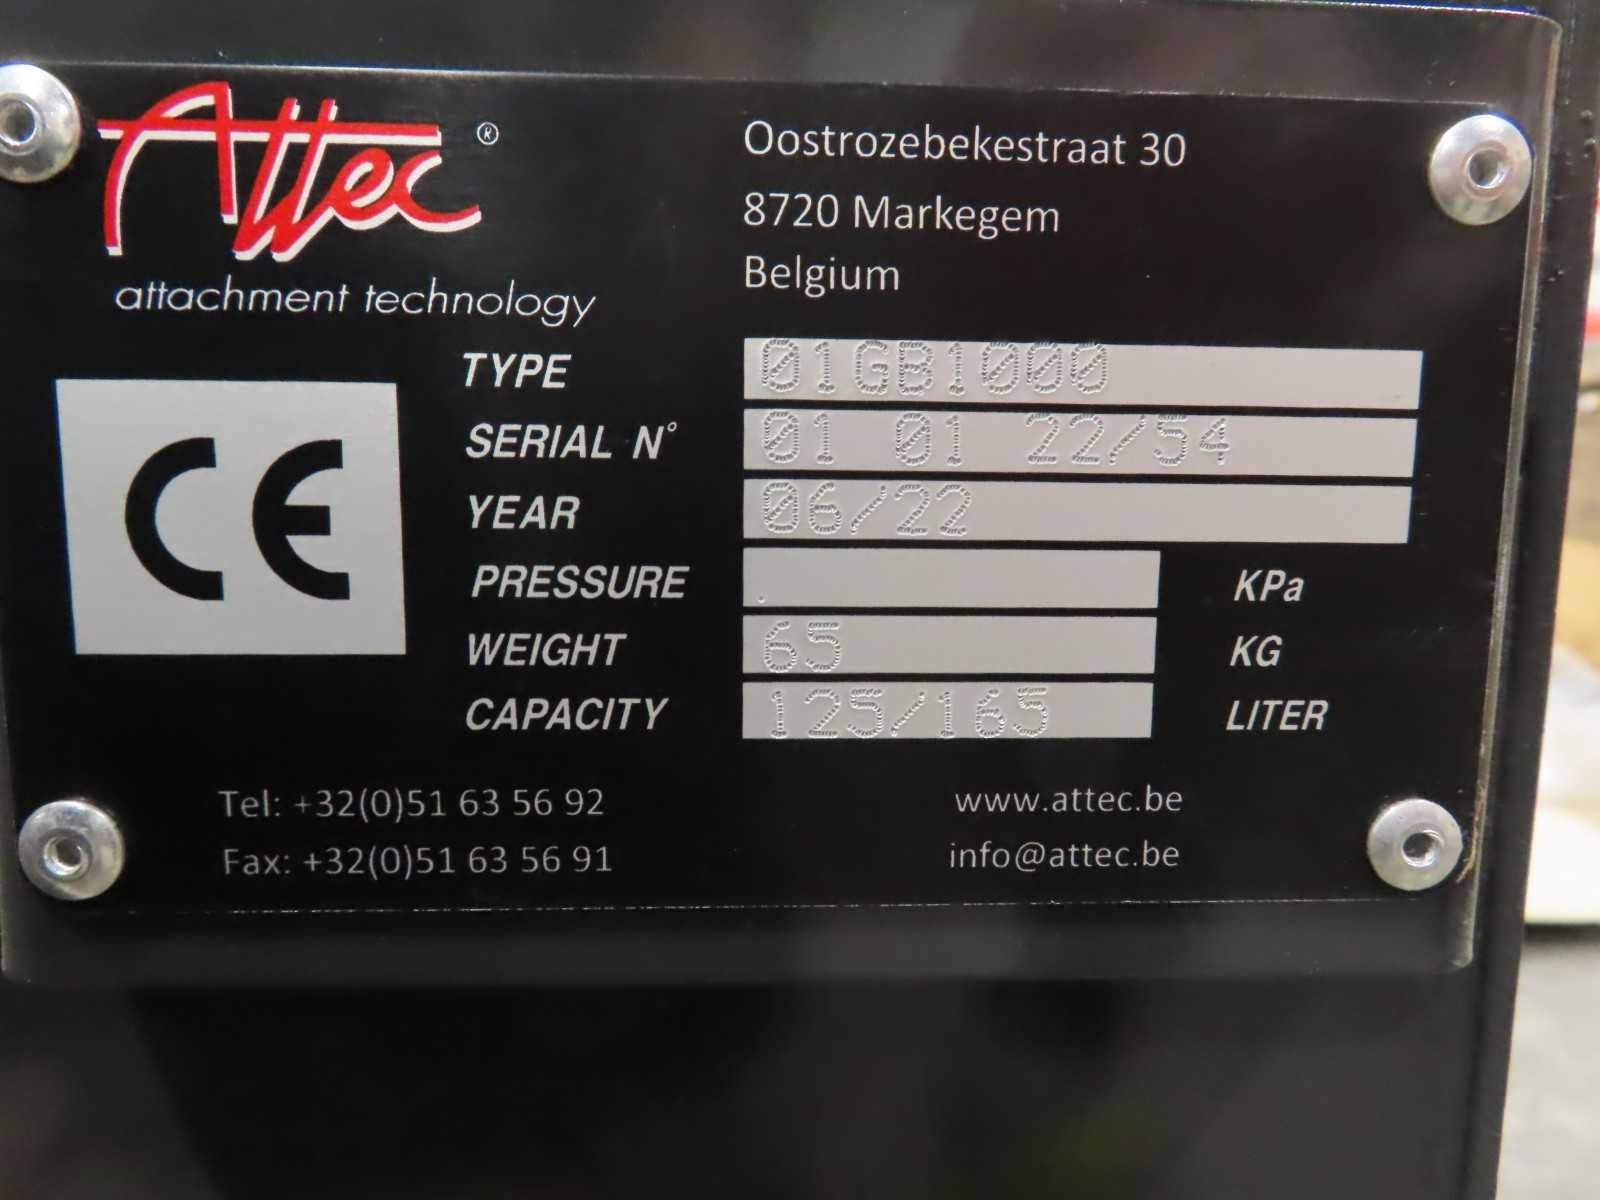 Attec ®
attachment technology
Oostrozebekestraat 30
8720 Markegem
Belgium
CE
TYPE 01GB1000
SERIAL N° 01 01 22/54
YEAR 06/22
PRESSURE . KPa
WEIGHT 65 KG
CAPACITY 125/165 LITER
Tel: +32(0)51 63 56 92
Fax: +32(0)51 63 56 91
www.attec.be
info@attec.be